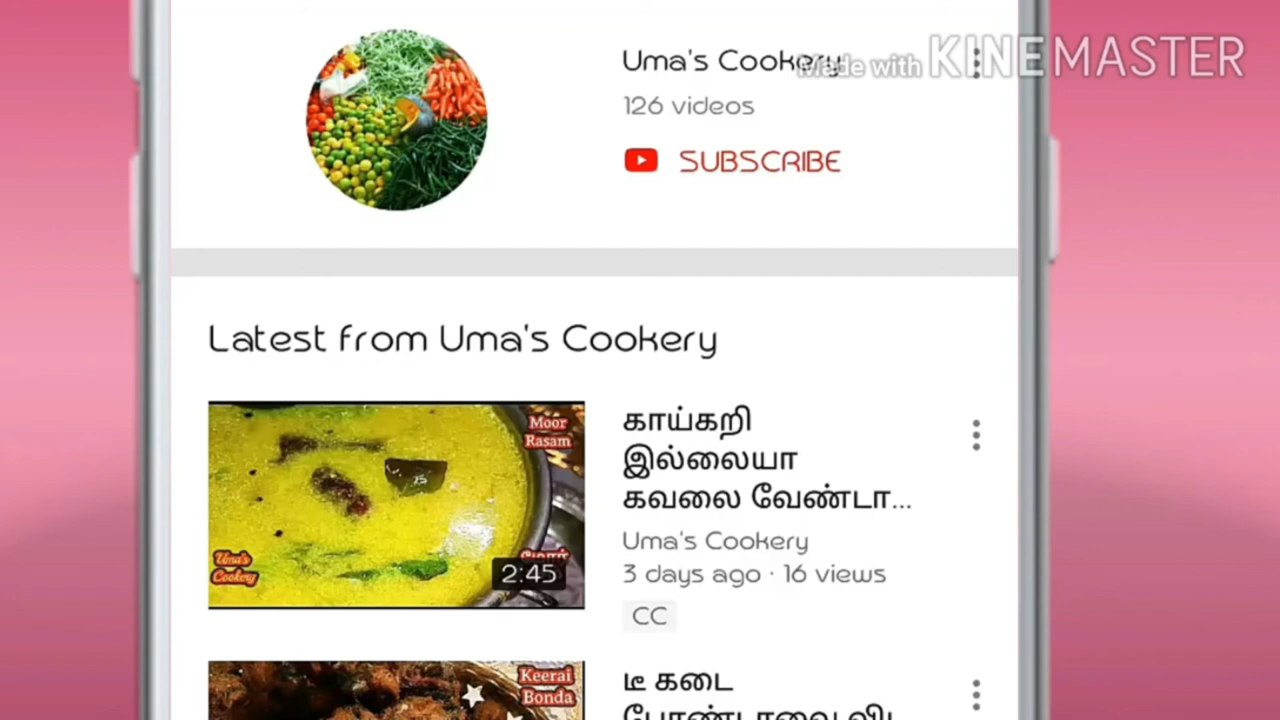 Uma's Cookery
Made with KINEMASTER
126 videos
SUBSCRIBE
Latest from Uma's Cookery
Moor
Rasam
காய்கறி
இல்லையா
கவலை வேண்டா...
Uma's Cookery
3 days ago · 16 views
CC
Uma's
Cookery
மோர்
2:45
Keerai
Bonda
டீ கடை